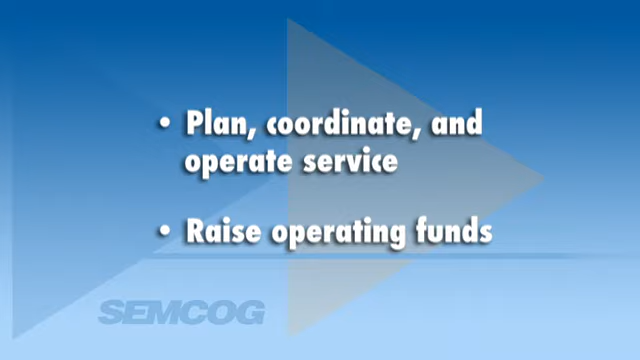 • Plan, coordinate, and
operate service
• Raise operating funds
SEMCOG